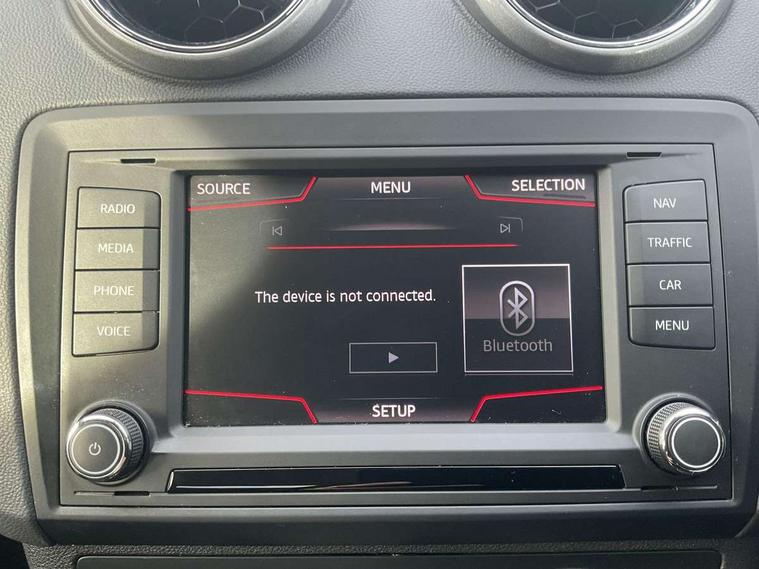 SOURCE
MENU
SELECTION
RADIO
MEDIA
PHONE
VOICE
The device is not connected.
Bluetooth
SETUP
NAV
TRAFFIC
CAR
MENU